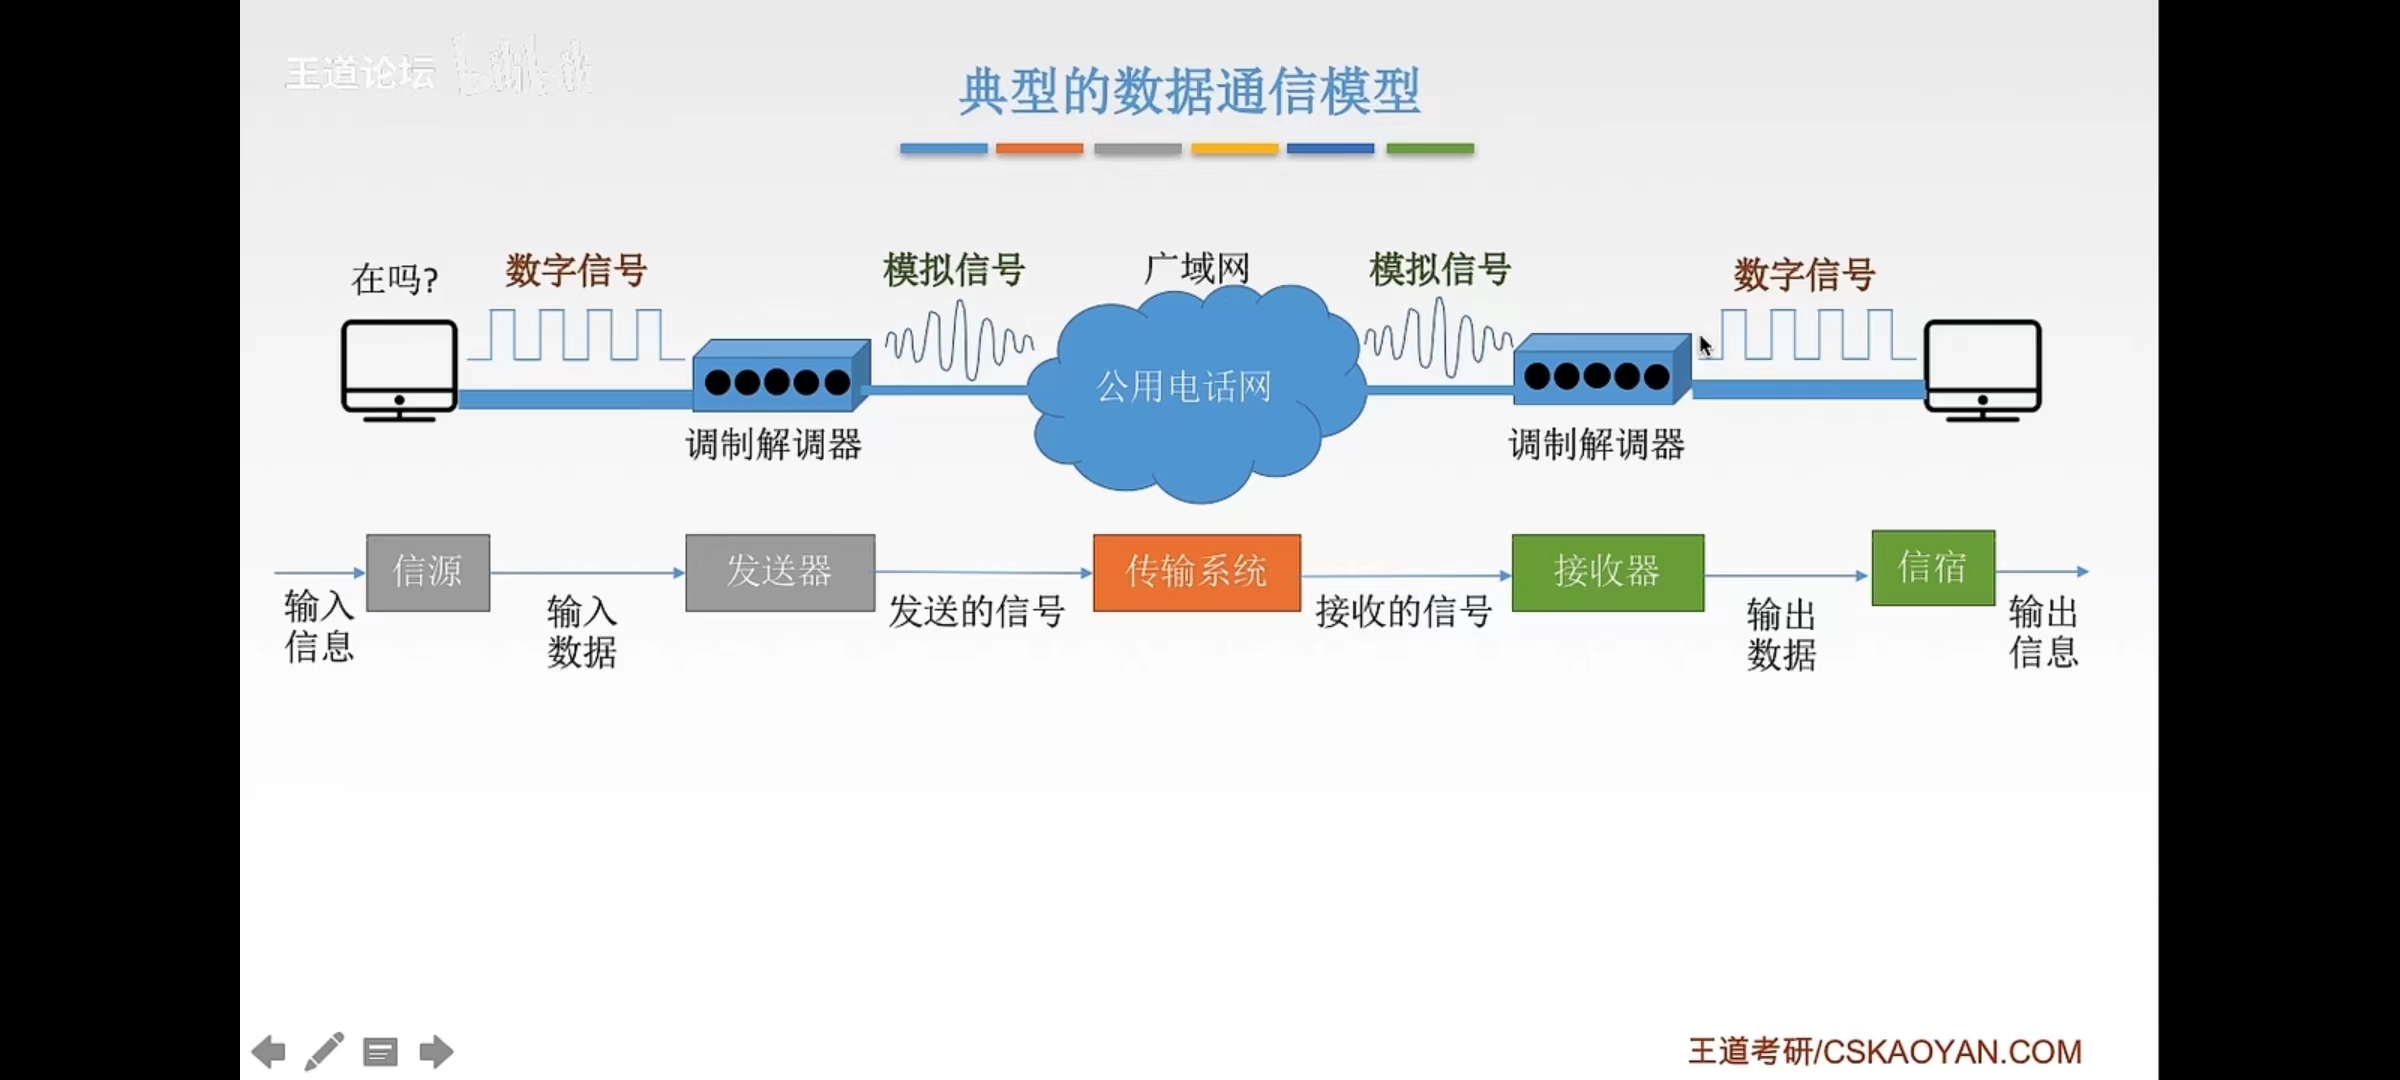 王道论坛
典型的数据通信模型
在吗?
数字信号
模拟信号
广域网
模拟信号
数字信号
公用电话网
调制解调器
调制解调器
信源
发送器
传输系统
接收器
信宿
输入
信息
输入
数据
发送的信号
接收的信号
输出
数据
输出
信息
王道考研/CSKAOYAN.COM